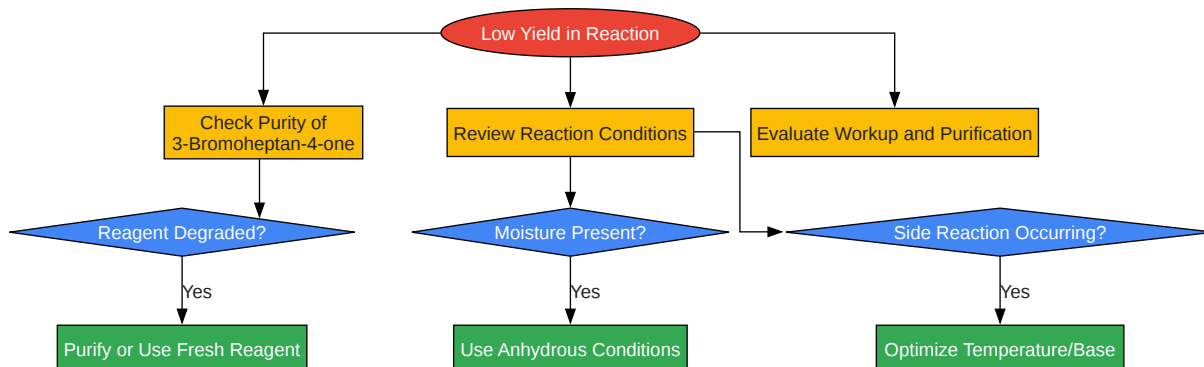 Low Yield in Reaction
Check Purity of
3-Bromoheptan-4-one
Review Reaction Conditions
Evaluate Workup and Purification
Reagent Degraded?
Moisture Present?
Side Reaction Occurring?
Yes
Yes
Yes
Purify or Use Fresh Reagent
Use Anhydrous Conditions
Optimize Temperature/Base